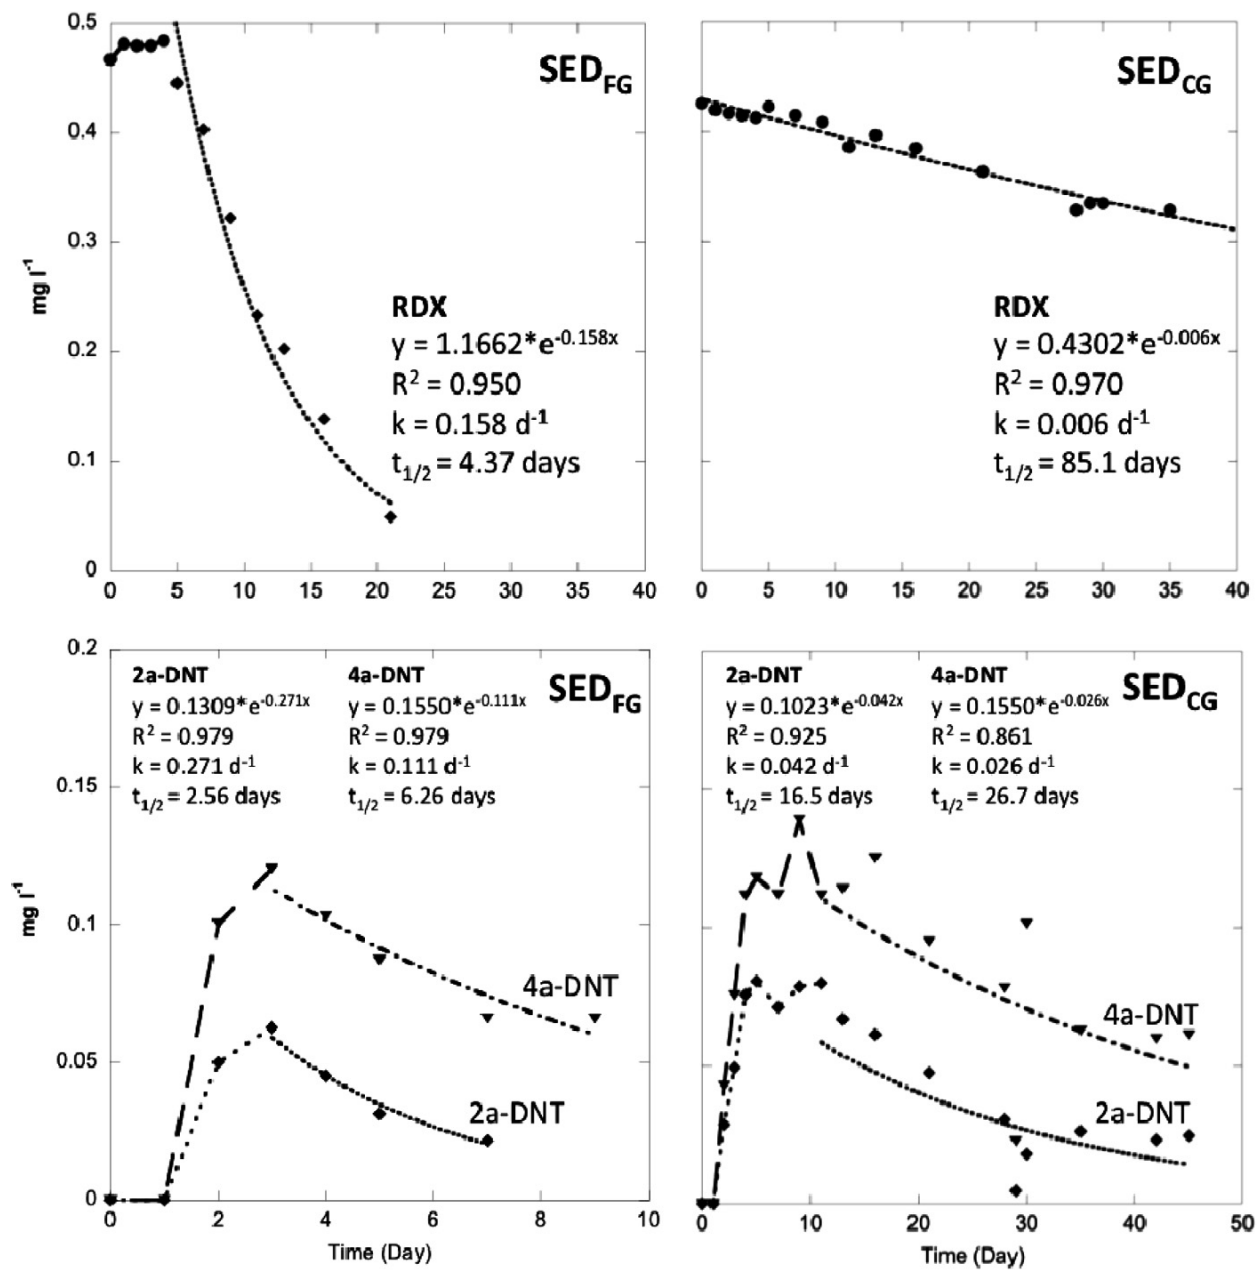 0.5
0.4
0.3
0.2
0.1
0
mg l⁻¹
SED_FG
RDX
y = 1.1662*e^-0.158x
R² = 0.950
k = 0.158 d⁻¹
t_1/2 = 4.37 days
0 5 10 15 20 25 30 35 40
SED_CG
RDX
y = 0.4302*e^-0.006x
R² = 0.970
k = 0.006 d⁻¹
t_1/2 = 85.1 days
0 5 10 15 20 25 30 35 40
0.2
0.15
0.1
0.05
0
mg l⁻¹
2a-DNT
y = 0.1309*e^-0.271x
R² = 0.979
k = 0.271 d⁻¹
t_1/2 = 2.56 days
4a-DNT
y = 0.1550*e^-0.111x
R² = 0.979
k = 0.111 d⁻¹
t_1/2 = 6.26 days
SED_FG
4a-DNT
2a-DNT
0 2 4 6 8 10
Time (Day)
2a-DNT
y = 0.1023*e^-0.042x
R² = 0.925
k = 0.042 d⁻¹
t_1/2 = 16.5 days
4a-DNT
y = 0.1550*e^-0.026x
R² = 0.861
k = 0.026 d⁻¹
t_1/2 = 26.7 days
SED_CG
4a-DNT
2a-DNT
0 10 20 30 40 50
Time (Day)